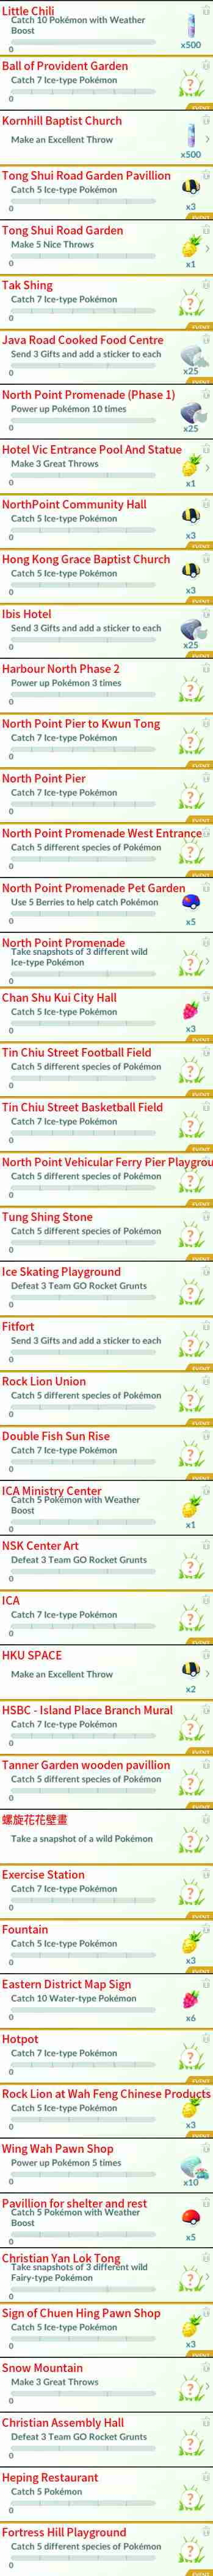 Little Chili
Catch 10 Pokémon with Weather
Boost
0
x500
Ball of Provident Garden
Catch 7 Ice-type Pokémon
0
EVENT
Kornhill Baptist Church
Make an Excellent Throw
x500
Tong Shui Road Garden Pavillion
Catch 5 Ice-type Pokémon
0
x3
EVENT
Tong Shui Road Garden
Make 5 Nice Throws
0
x1
Tak Shing
Catch 7 Ice-type Pokémon
0
EVENT
Java Road Cooked Food Centre
Send 3 Gifts and add a sticker to each
0
x25
North Point Promenade (Phase 1)
Power up Pokémon 10 times
0
x25
Hotel Vic Entrance Pool And Statue
Make 3 Great Throws
0
x1
NorthPoint Community Hall
Catch 5 Ice-type Pokémon
0
x3
EVENT
Hong Kong Grace Baptist Church
Catch 5 Ice-type Pokémon
0
x3
EVENT
Ibis Hotel
Send 3 Gifts and add a sticker to each
0
x25
Harbour North Phase 2
Power up Pokémon 3 times
0
North Point Pier to Kwun Tong
Catch 7 Ice-type Pokémon
0
EVENT
North Point Pier
Catch 7 Ice-type Pokémon
0
EVENT
North Point Promenade West Entrance
Catch 5 different species of Pokémon
0
North Point Promenade Pet Garden
Use 5 Berries to help catch Pokémon
0
x5
North Point Promenade
Take snapshots of 3 different wild
Ice-type Pokémon
0
EVENT
Chan Shu Kui City Hall
Catch 5 Ice-type Pokémon
0
x3
EVENT
Tin Chiu Street Football Field
Catch 5 different species of Pokémon
0
Tin Chiu Street Basketball Field
Catch 7 Ice-type Pokémon
0
EVENT
North Point Vehicular Ferry Pier Playgrou
Catch 5 different species of Pokémon
0
Tung Shing Stone
Catch 5 different species of Pokémon
0
Ice Skating Playground
Defeat 3 Team GO Rocket Grunts
0
Fitfort
Send 3 Gifts and add a sticker to each
0
EVENT
Rock Lion Union
Catch 5 different species of Pokémon
0
Double Fish Sun Rise
Catch 7 Ice-type Pokémon
0
EVENT
ICA Ministry Center
Catch 5 Pokémon with Weather
Boost
0
x1
NSK Center Art
Defeat 3 Team GO Rocket Grunts
0
ICA
Catch 7 Ice-type Pokémon
0
EVENT
HKU SPACE
Make an Excellent Throw
x2
EVENT
HSBC - Island Place Branch Mural
Catch 7 Ice-type Pokémon
0
EVENT
Tanner Garden wooden pavillion
Catch 5 different species of Pokémon
0
螺旋花花壁畫
Take a snapshot of a wild Pokémon
Exercise Station
Catch 7 Ice-type Pokémon
0
EVENT
Fountain
Catch 5 Ice-type Pokémon
0
x3
EVENT
Eastern District Map Sign
Catch 10 Water-type Pokémon
0
x6
Hotpot
Catch 7 Ice-type Pokémon
0
EVENT
Rock Lion at Wah Feng Chinese Products
Catch 5 Ice-type Pokémon
0
x3
EVENT
Wing Wah Pawn Shop
Power up Pokémon 5 times
0
x10
Pavillion for shelter and rest
Catch 5 Pokémon with Weather
Boost
0
x5
Christian Yan Lok Tong
Take snapshots of 3 different wild
Fairy-type Pokémon
0
Sign of Chuen Hing Pawn Shop
Catch 5 Ice-type Pokémon
0
x3
EVENT
Snow Mountain
Make 3 Great Throws
0
Christian Assembly Hall
Defeat 3 Team GO Rocket Grunts
0
Heping Restaurant
Catch 5 Pokémon
0
EVENT
Fortress Hill Playground
Catch 5 different species of Pokémon
0